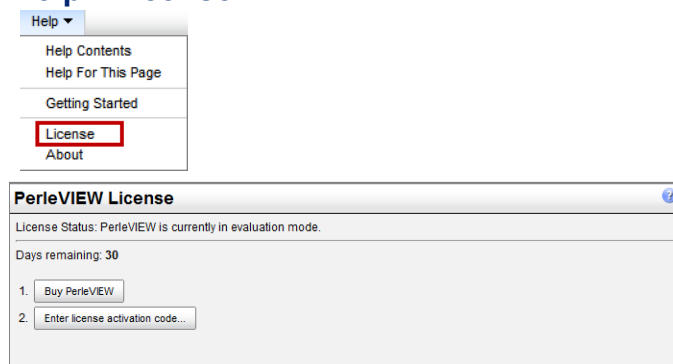 Help
Help Contents
Help For This Page
Getting Started
License
About
PerleVIEW License
?
License Status: PerleVIEW is currently in evaluation mode.
Days remaining: 30
1. Buy PerleVIEW
2. Enter license activation code...